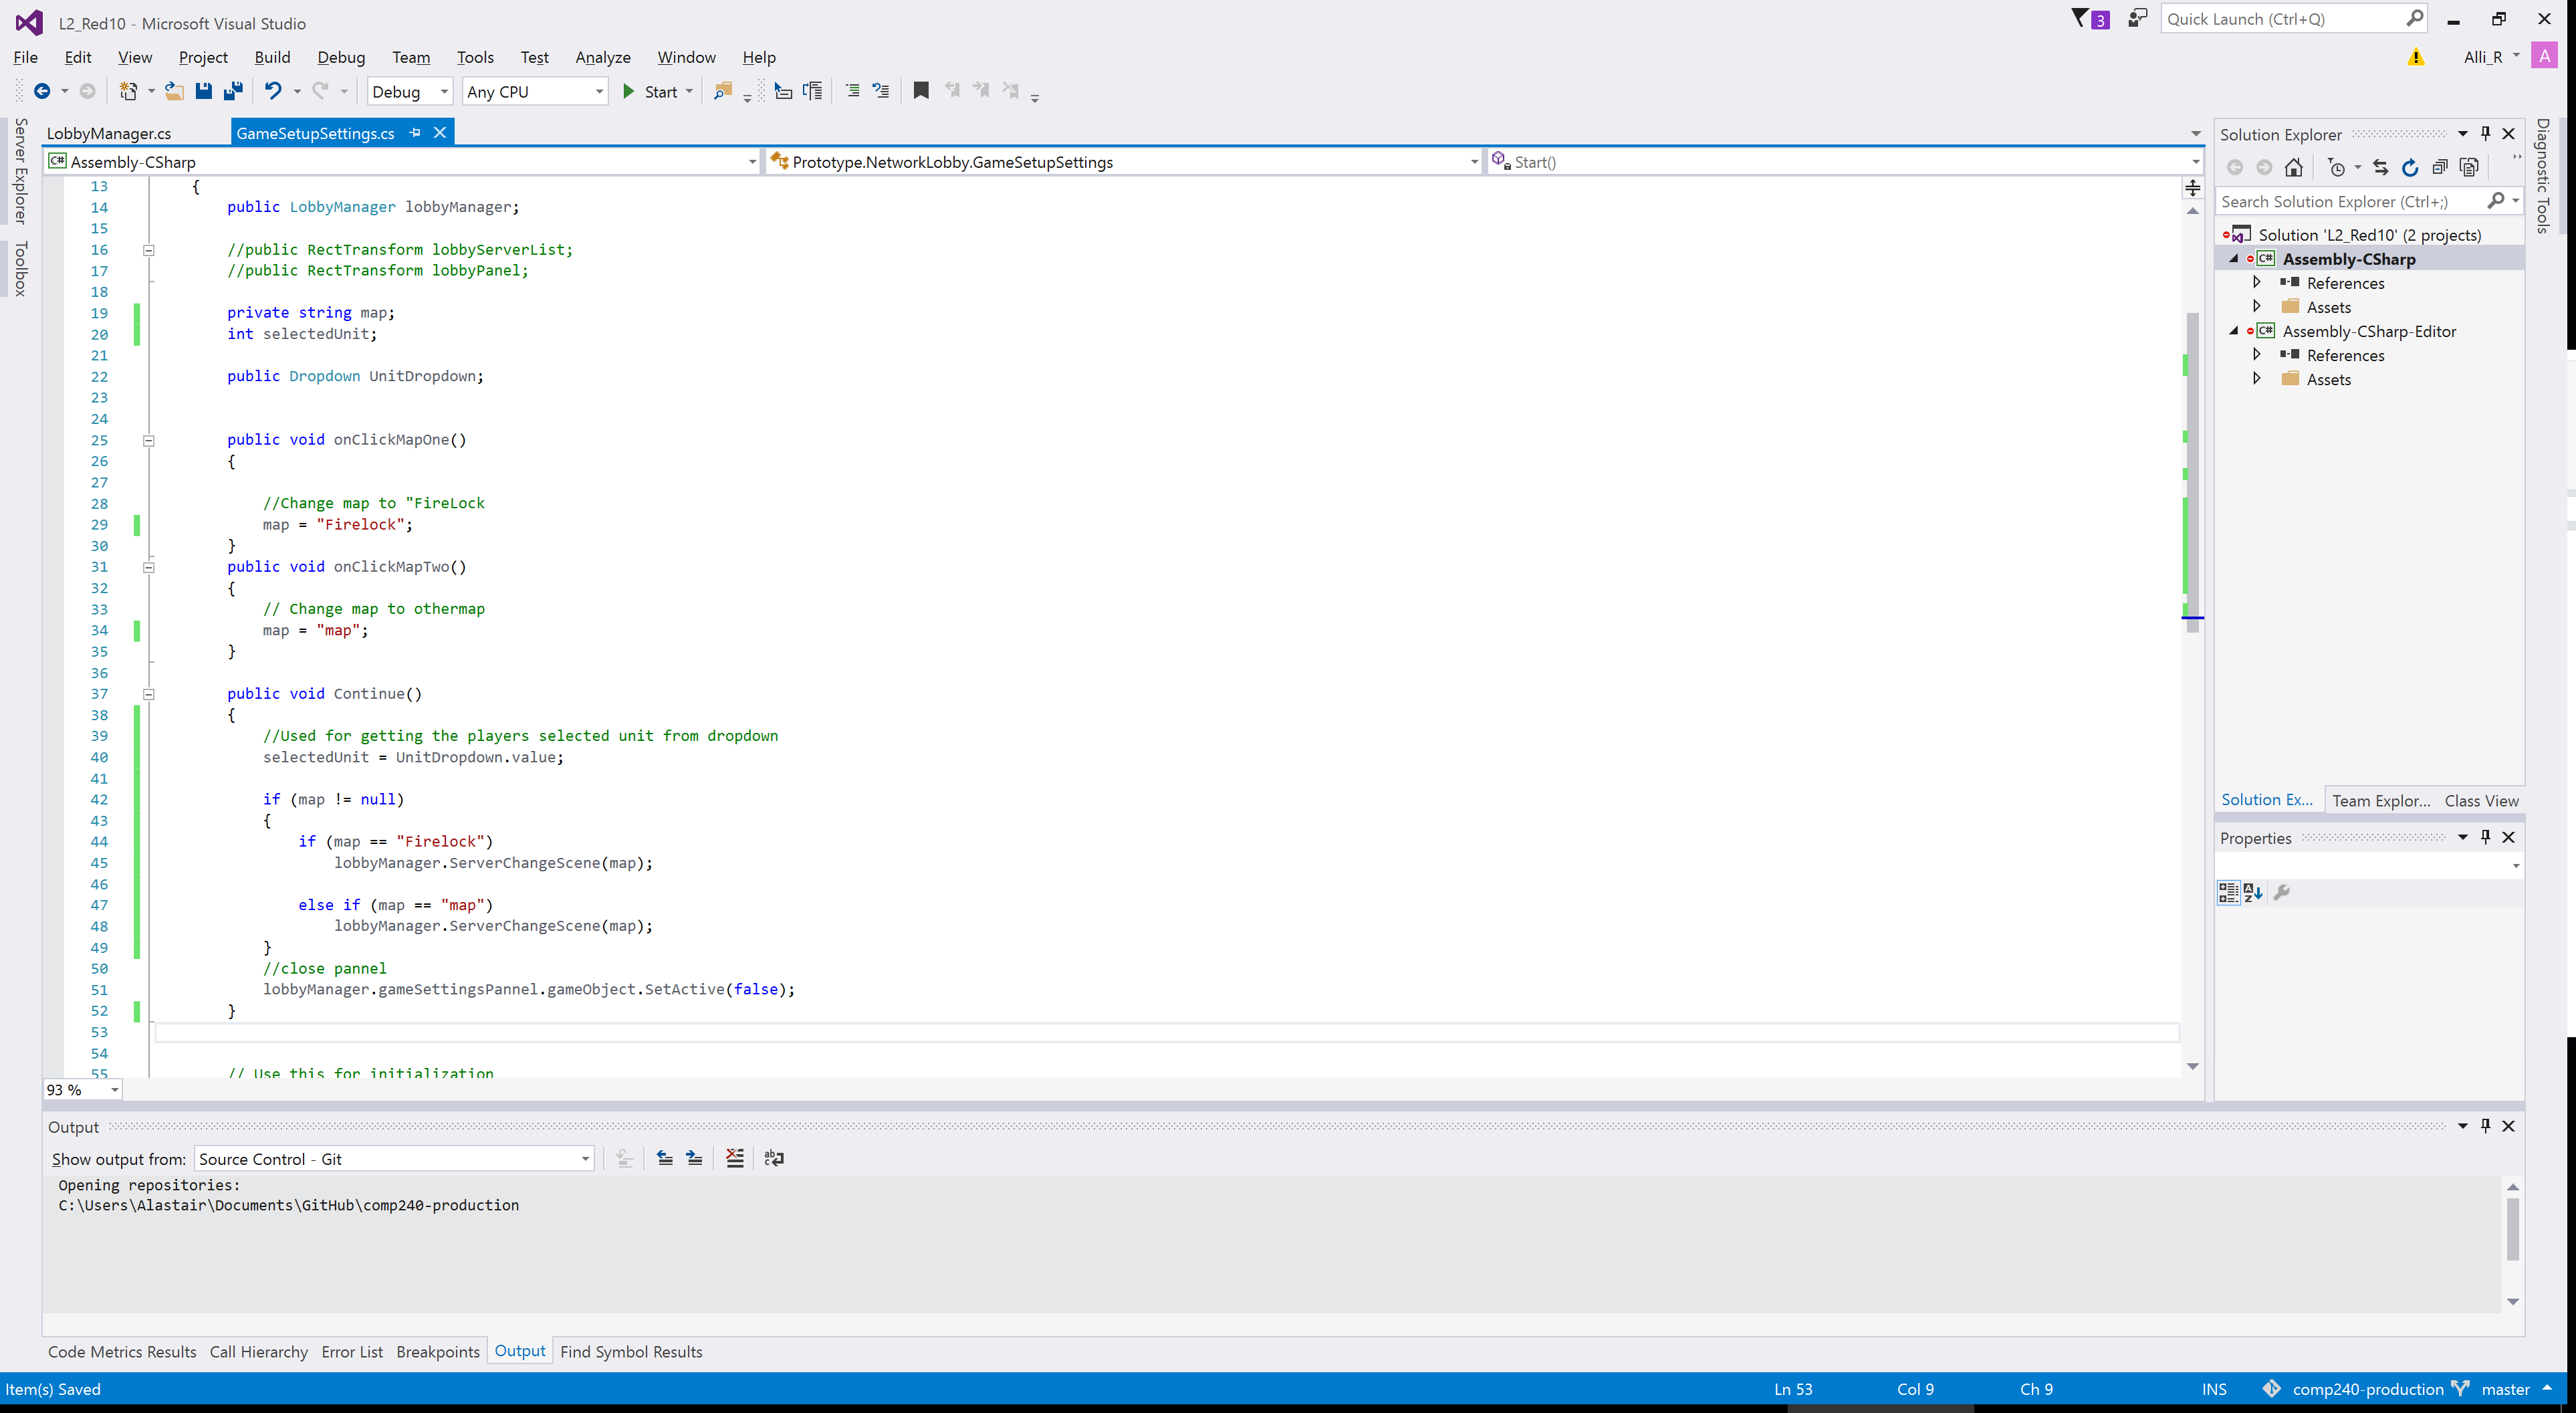 L2_Red10 - Microsoft Visual Studio
3
Quick Launch (Ctrl+Q)
File Edit View Project Build Debug Team Tools Test Analyze Window Help
Alli_R A
Debug Any CPU Start
Server Explorer
Toolbox
LobbyManager.cs GameSetupSettings.cs
C# Assembly-CSharp Prototype.NetworkLobby.GameSetupSettings Start()
13 {
14 public LobbyManager lobbyManager;
15
16 //public RectTransform lobbyServerList;
17 //public RectTransform lobbyPanel;
18
19 private string map;
20 int selectedUnit;
21
22 public Dropdown UnitDropdown;
23
24
25 public void onClickMapOne()
26 {
27
28 //Change map to "FireLock
29 map = "Firelock";
30 }
31 public void onClickMapTwo()
32 {
33 // Change map to othermap
34 map = "map";
35 }
36
37 public void Continue()
38 {
39 //Used for getting the players selected unit from dropdown
40 selectedUnit = UnitDropdown.value;
41
42 if (map != null)
43 {
44 if (map == "Firelock")
45 lobbyManager.ServerChangeScene(map);
46
47 else if (map == "map")
48 lobbyManager.ServerChangeScene(map);
49 }
50 //close pannel
51 lobbyManager.gameSettingsPannel.gameObject.SetActive(false);
52 }
53
54
55 // Use this for initialization
93 %
Output
Show output from: Source Control - Git
Opening repositories:
C:\Users\Alastair\Documents\GitHub\comp240-production
Code Metrics Results Call Hierarchy Error List Breakpoints Output Find Symbol Results
Solution Explorer
Search Solution Explorer (Ctrl+;)
Solution 'L2_Red10' (2 projects)
C# Assembly-CSharp
References
Assets
C# Assembly-CSharp-Editor
References
Assets
Solution Ex... Team Explor... Class View
Properties
Diagnostic Tools
Item(s) Saved Ln 53 Col 9 Ch 9 INS comp240-production master